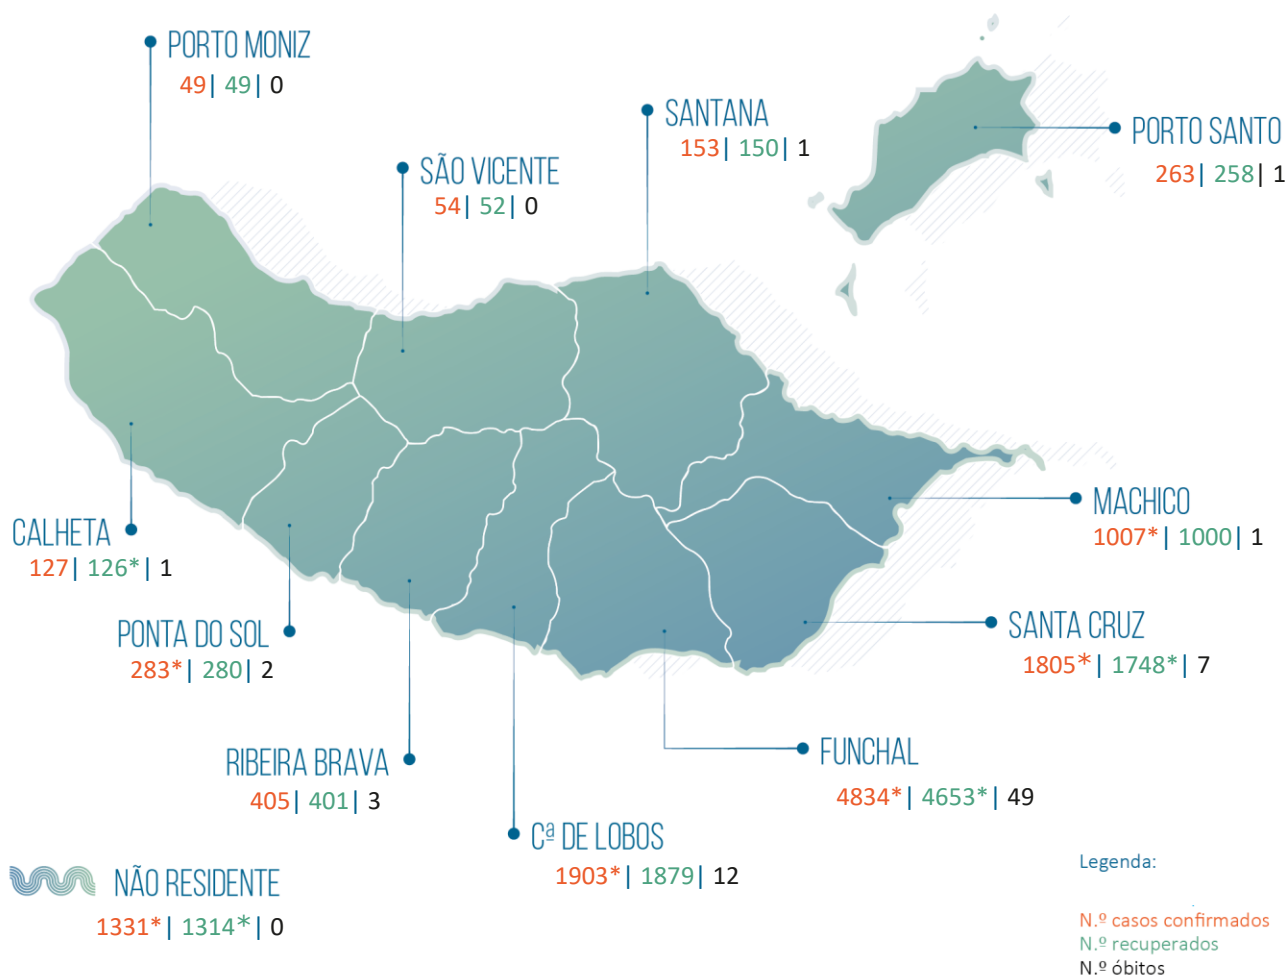 PORTO MONIZ
49| 49| 0
SANTANA
153| 150| 1
PORTO SANTO
263| 258| 1
SÃO VICENTE
54| 52| 0
MACHICO
1007*| 1000| 1
CALHETA
127| 126*| 1
PONTA DO SOL
283*| 280| 2
SANTA CRUZ
1805*| 1748*| 7
RIBEIRA BRAVA
405| 401| 3
FUNCHAL
4834*| 4653*| 49
Cª DE LOBOS
1903*| 1879| 12
NÃO RESIDENTE
1331*| 1314*| 0
Legenda:
N.º casos confirmados
N.º recuperados
N.º óbitos